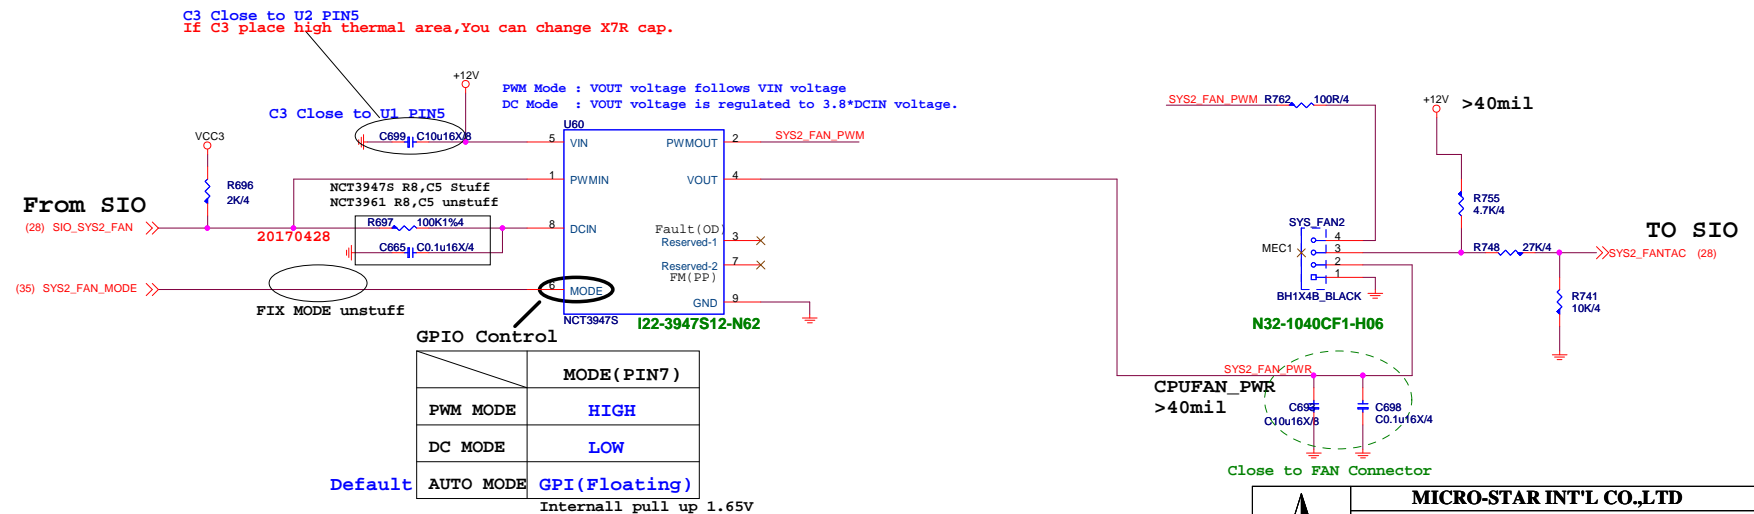 C3 Close to U2 PIN5
If C3 place high thermal area,You can change X7R cap.
+12V
PWM Mode : VOUT voltage follows VIN voltage
DC Mode : VOUT voltage is regulated to 3.8*DCIN voltage.
C3 Close to U1 PIN5
C699 C10u16X/8
U60
5 VIN
PWMOUT 2 SYS2_FAN_PWM
1 PWMIN
VOUT 4
VCC3
R696
2K/4
NCT3947S R8,C5 Stuff
NCT3961 R8,C5 unstuff
From SIO
(28) SIO_SYS2_FAN
20170428
R697 100K1%4
8 DCIN
C665 C0.1u16X/4
Fault(OD)
Reserved-1 3
Reserved-2 7
FM(PP)
(35) SYS2_FAN_MODE
6 MODE
GND 9
FIX MODE unstuff
NCT3947S
I22-3947S12-N62
GPIO Control
MODE(PIN7)
PWM MODE HIGH
DC MODE LOW
Default AUTO MODE GPI(Floating)
Internall pull up 1.65V
SYS2_FAN_PWM R762 100R/4
+12V >40mil
R755
4.7K/4
SYS_FAN2
4
3
2
1
MEC1
BH1X4B_BLACK
N32-1040CF1-H06
R748 27K/4
TO SIO
SYS2_FANTAC (28)
R741
10K/4
SYS2_FAN_PWR
CPUFAN_PWR
>40mil
C10u16X/8
C698
C0.1u16X/4
Close to FAN Connector
MICRO-STAR INT'L CO.,LTD